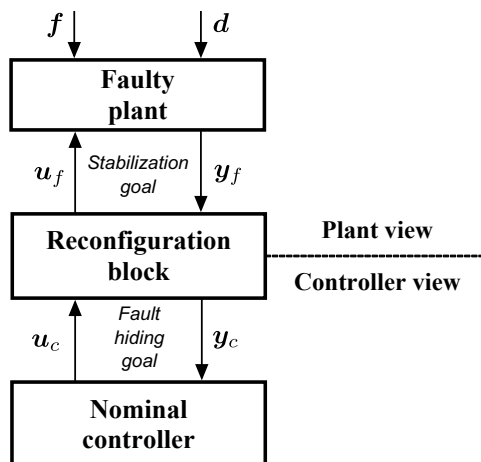 f d
Faulty
plant
u_f Stabilization goal y_f
Reconfiguration
block
Plant view
Controller view
u_c Fault hiding goal y_c
Nominal
controller